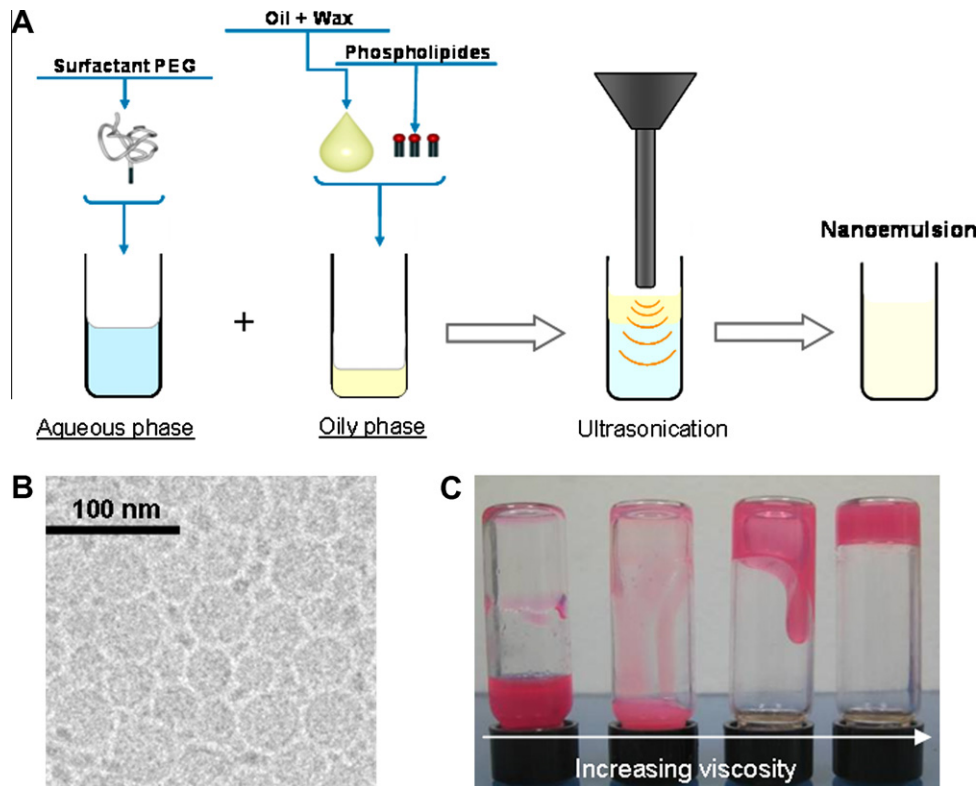 A
Oil + Wax
Phospholipides
Surfactant PEG
Nanoemulsion
+
Aqueous phase
Oily phase
Ultrasonication
B
100 nm
C
Increasing viscosity